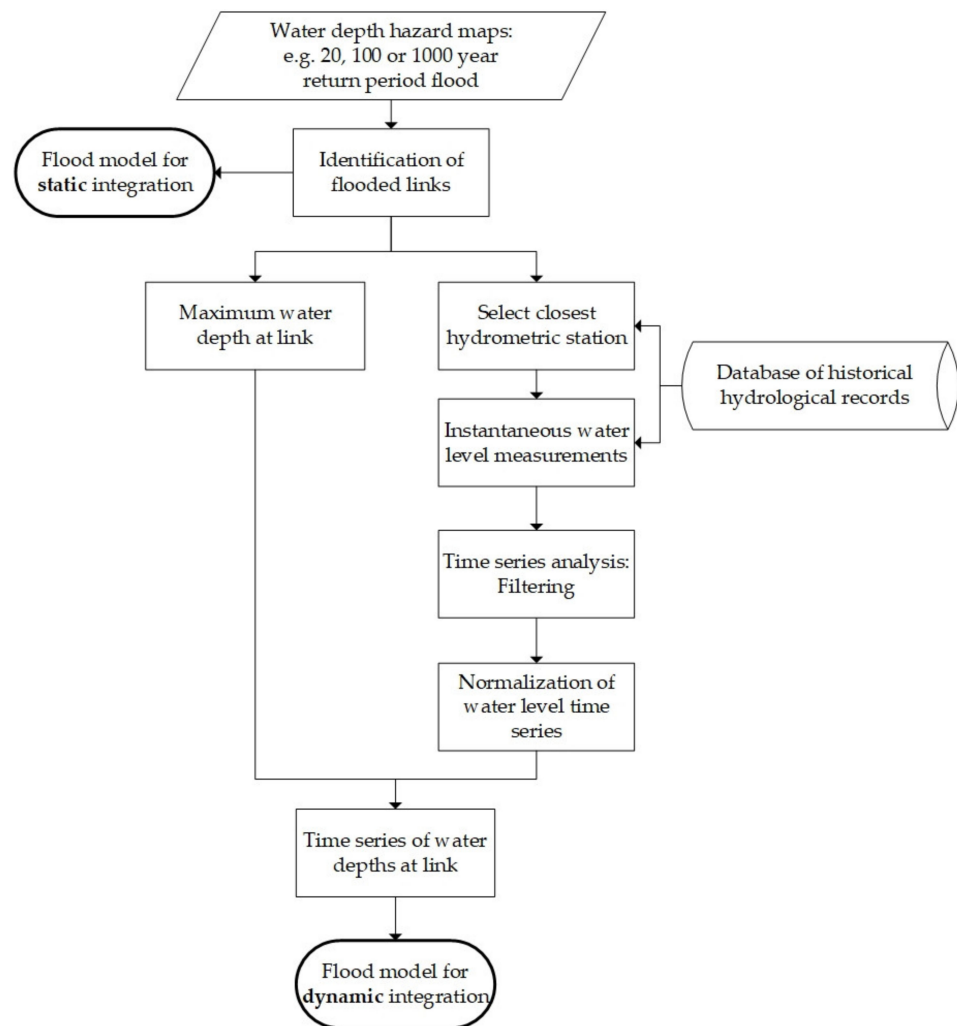 Water depth hazard maps:
e.g. 20, 100 or 1000 year
return period flood
Flood model for
static integration
Identification of
flooded links
Maximum water
depth at link
Select closest
hydrometric station
Database of historical
hydrological records
Instantaneous water
level measurements
Time series analysis:
Filtering
Normalization of
water level time
series
Time series of water
depths at link
Flood model for
dynamic integration